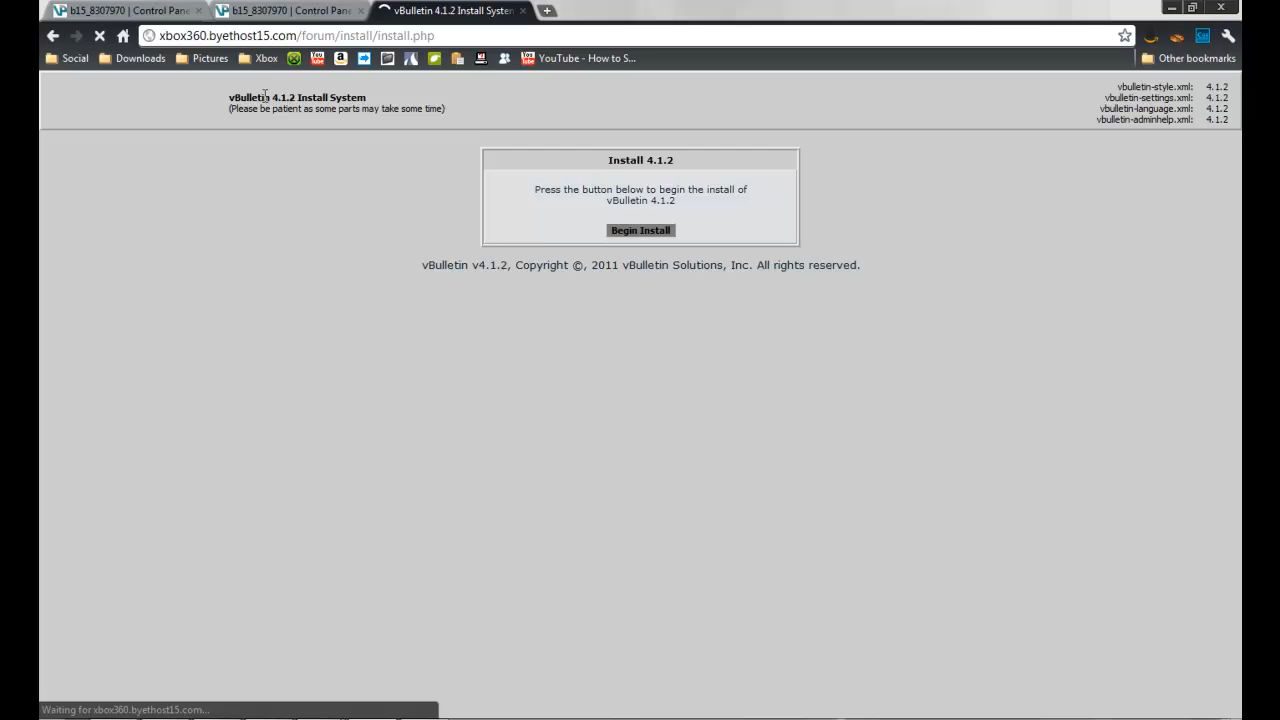 b15_8307970 | Control Pane
b15_8307970 | Control Pane
vBulletin 4.1.2 Install System
xbox360.byethost15.com/forum/install/install.php
Social
Downloads
Pictures
Xbox
YouTube - How to S...
Other bookmarks
vBulletin 4.1.2 Install System
(Please be patient as some parts may take some time)
vbulletin-style.xml: 4.1.2
vbulletin-settings.xml: 4.1.2
vbulletin-language.xml: 4.1.2
vbulletin-adminhelp.xml: 4.1.2
Install 4.1.2
Press the button below to begin the install of
vBulletin 4.1.2
Begin Install
vBulletin v4.1.2, Copyright ©, 2011 vBulletin Solutions, Inc. All rights reserved.
Waiting for xbox360.byethost15.com...